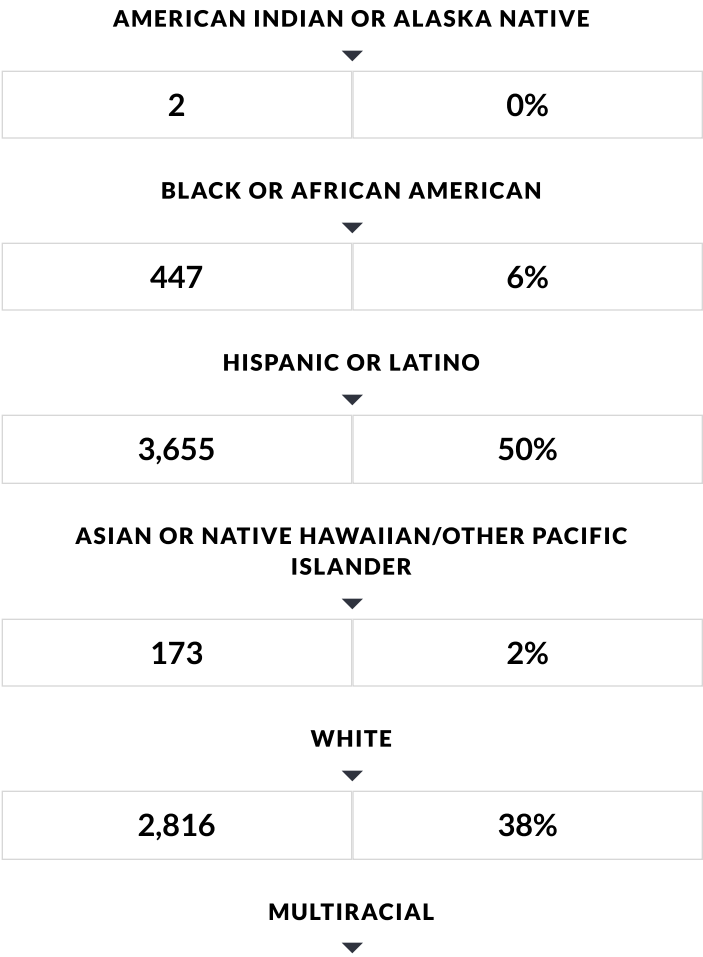 AMERICAN INDIAN OR ALASKA NATIVE
2 0%
BLACK OR AFRICAN AMERICAN
447 6%
HISPANIC OR LATINO
3,655 50%
ASIAN OR NATIVE HAWAIIAN/OTHER PACIFIC
ISLANDER
173 2%
WHITE
2,816 38%
MULTIRACIAL